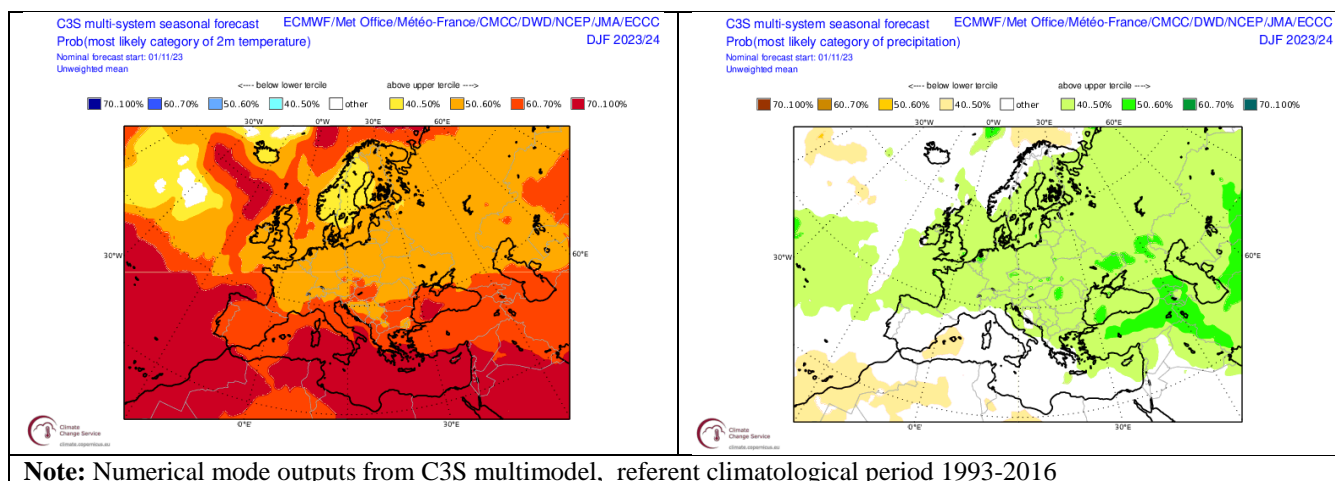 C3S multi-system seasonal forecast ECMWF/Met Office/Météo-France/CMCC/DWD/NCEP/JMA/ECCC
Prob(most likely category of 2m temperature) DJF 2023/24
Nominal forecast start: 01/11/23
Unweighted mean
<---- below lower tercile above upper tercile ---->
70..100% 60..70% 50..60% 40..50% other 40..50% 50..60% 60..70% 70..100%
30°W 0°W 30°E 60°E
30°W 60°E
0°E 30°E
Climate
Change Service
climate.copernicus.eu
C3S multi-system seasonal forecast ECMWF/Met Office/Météo-France/CMCC/DWD/NCEP/JMA/ECCC
Prob(most likely category of precipitation) DJF 2023/24
Nominal forecast start: 01/11/23
Unweighted mean
<---- below lower tercile above upper tercile ---->
70..100% 60..70% 50..60% 40..50% other 40..50% 50..60% 60..70% 70..100%
30°W 0°W 30°E 60°E
30°W 60°E
0°E 30°E
Climate
Change Service
climate.copernicus.eu
Note: Numerical mode outputs from C3S multimodel, referent climatological period 1993-2016